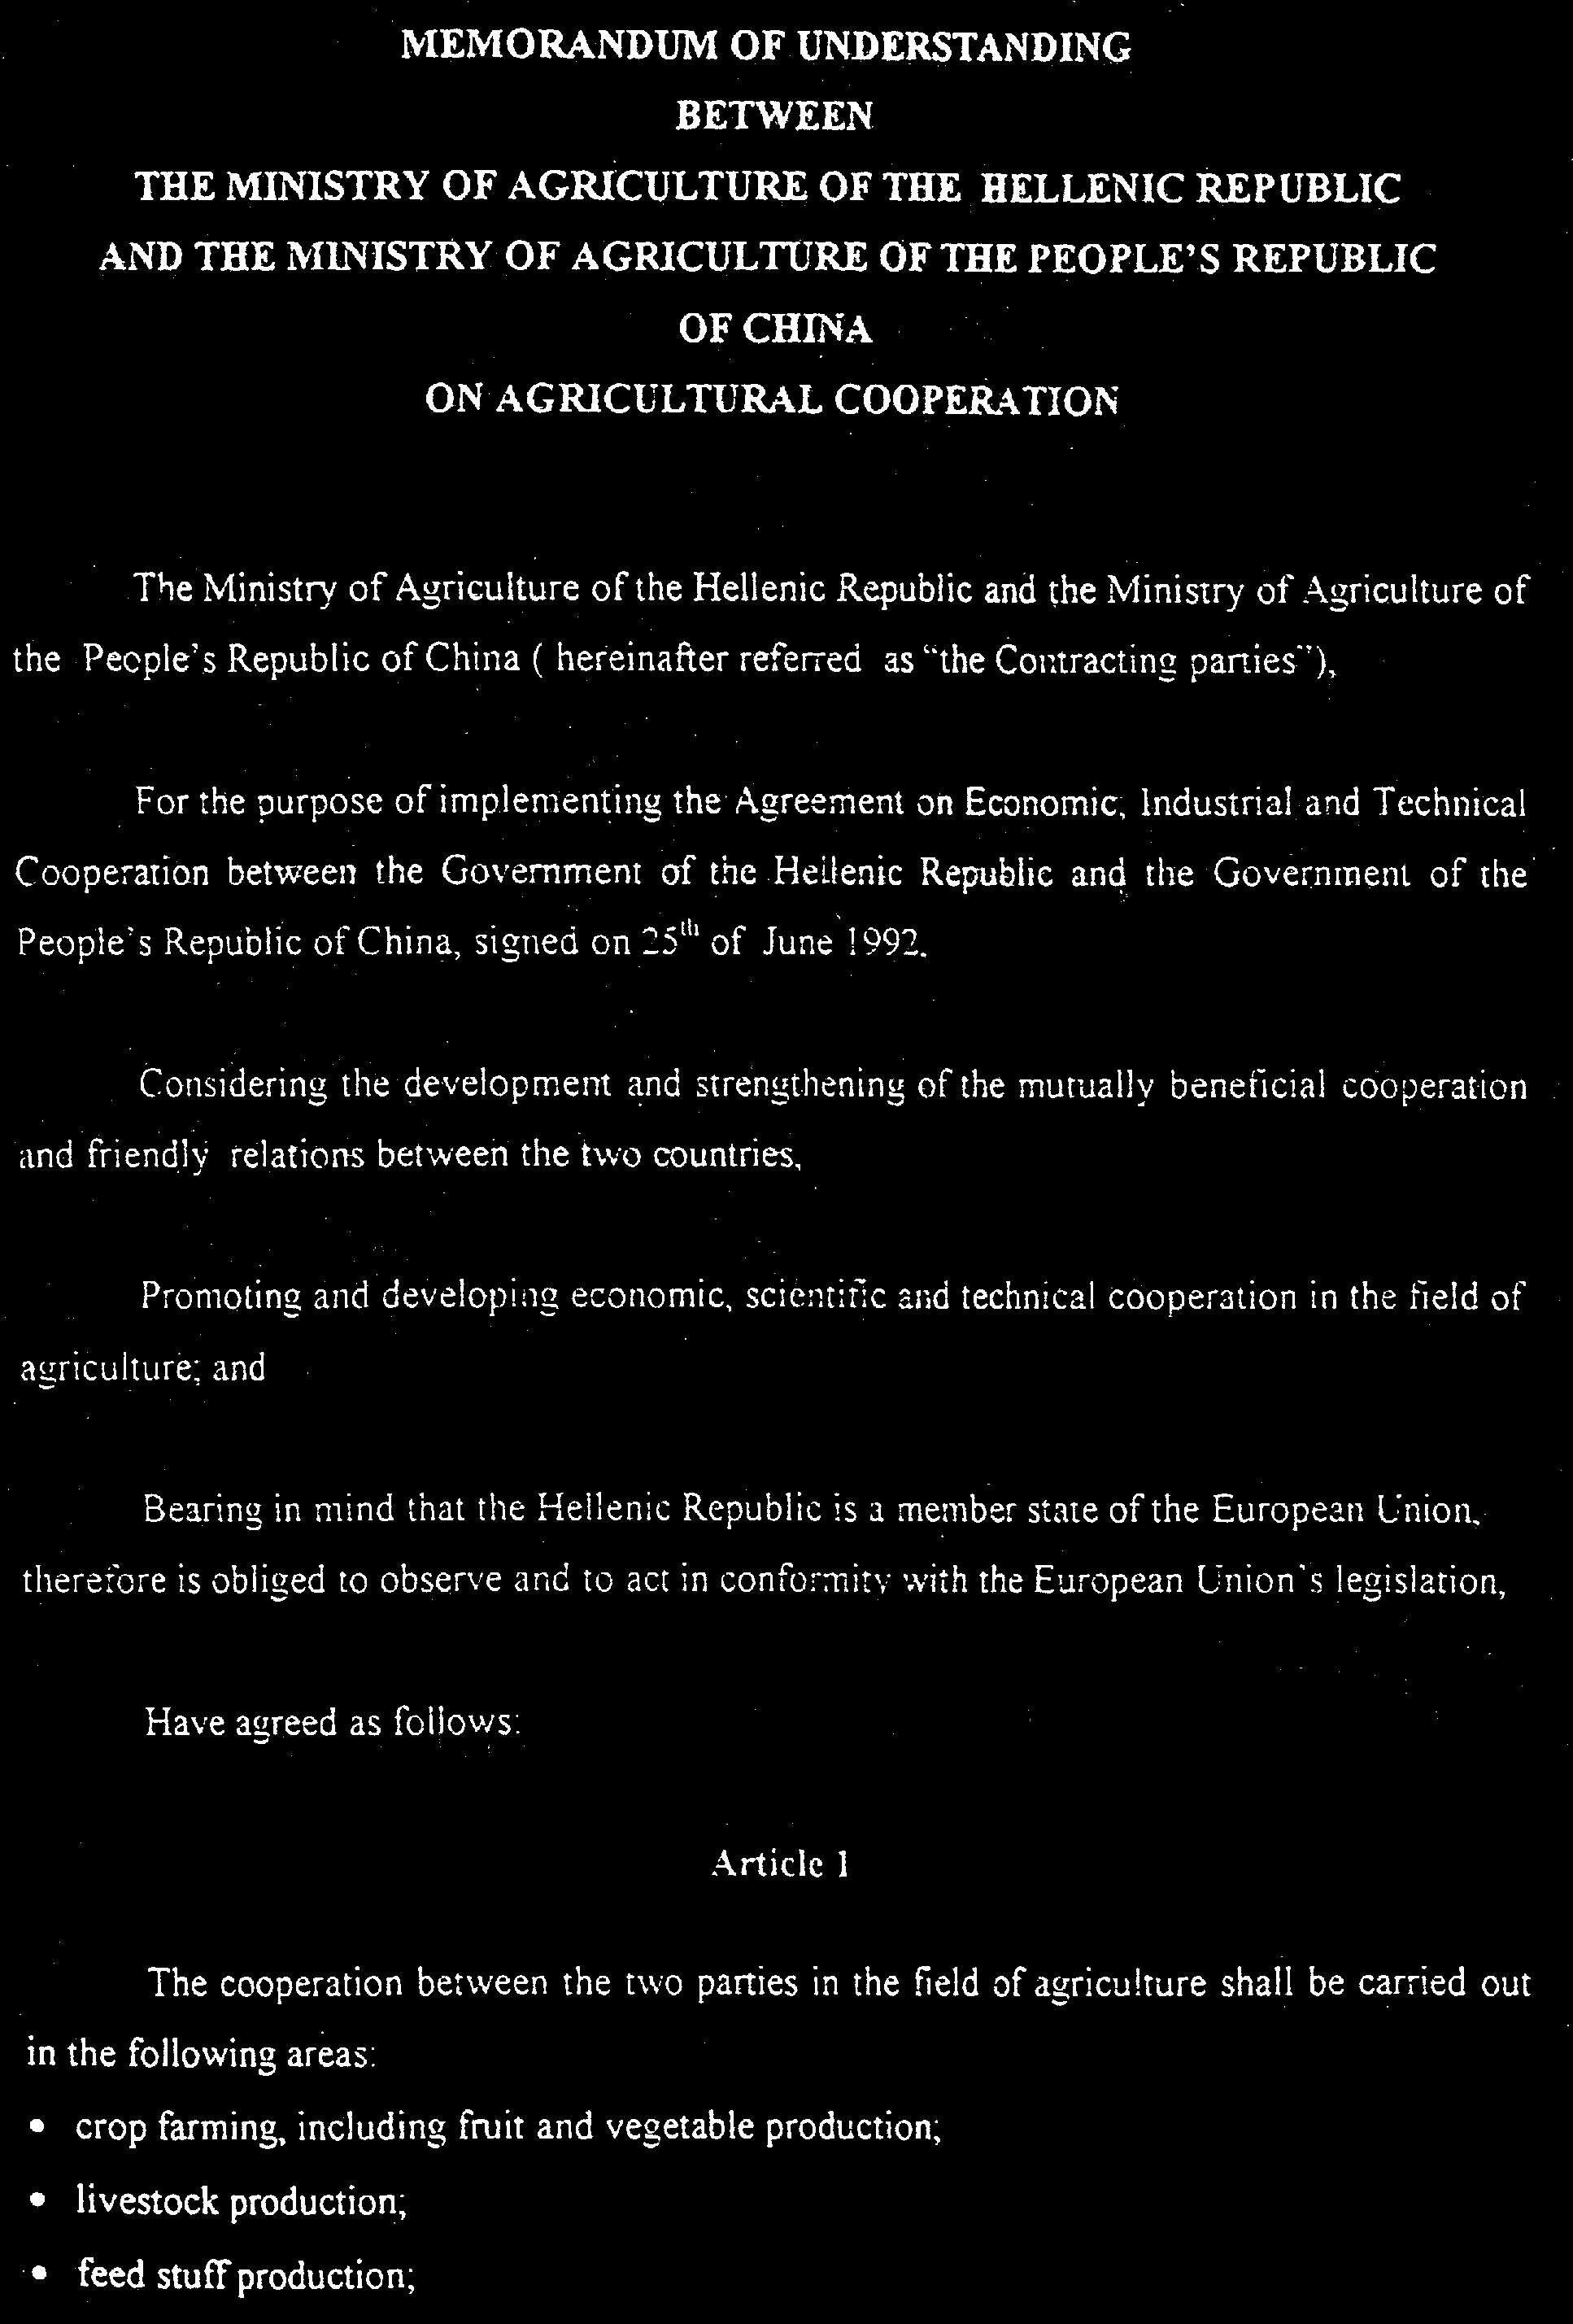 MEMORANDUM OF UNDERSTANDING
BETWEEN
THE MINISTRY OF AGRICULTURE OF THE HELLENIC REPUBLIC
AND THE MINISTRY OF AGRICULTURE OF THE PEOPLE'S REPUBLIC
OF CHINA
ON AGRICULTURAL COOPERATION
The Ministry of Agriculture of the Hellenic Republic and the Ministry of Agriculture of
the People's Republic of China ( hereinafter referred as "the Contracting parties"),
For the purpose of implementing the Agreement on Economic, Industrial and Technical
Cooperation between the Government of the Hellenic Republic and the Government of the
People's Republic of China, signed on 25th of June 1992.
Considering the development and strengthening of the mutually beneficial cooperation
and friendly relations between the two countries,
Promoting and developing economic, scientific and technical cooperation in the field of
agriculture; and
Bearing in mind that the Hellenic Republic is a member state of the European Union,
therefore is obliged to observe and to act in conformity with the European Union's legislation,
Have agreed as follows:
Article 1
The cooperation between the two parties in the field of agriculture shall be carried out
in the following areas:
• crop farming, including fruit and vegetable production;
• livestock production;
• feed stuff production;